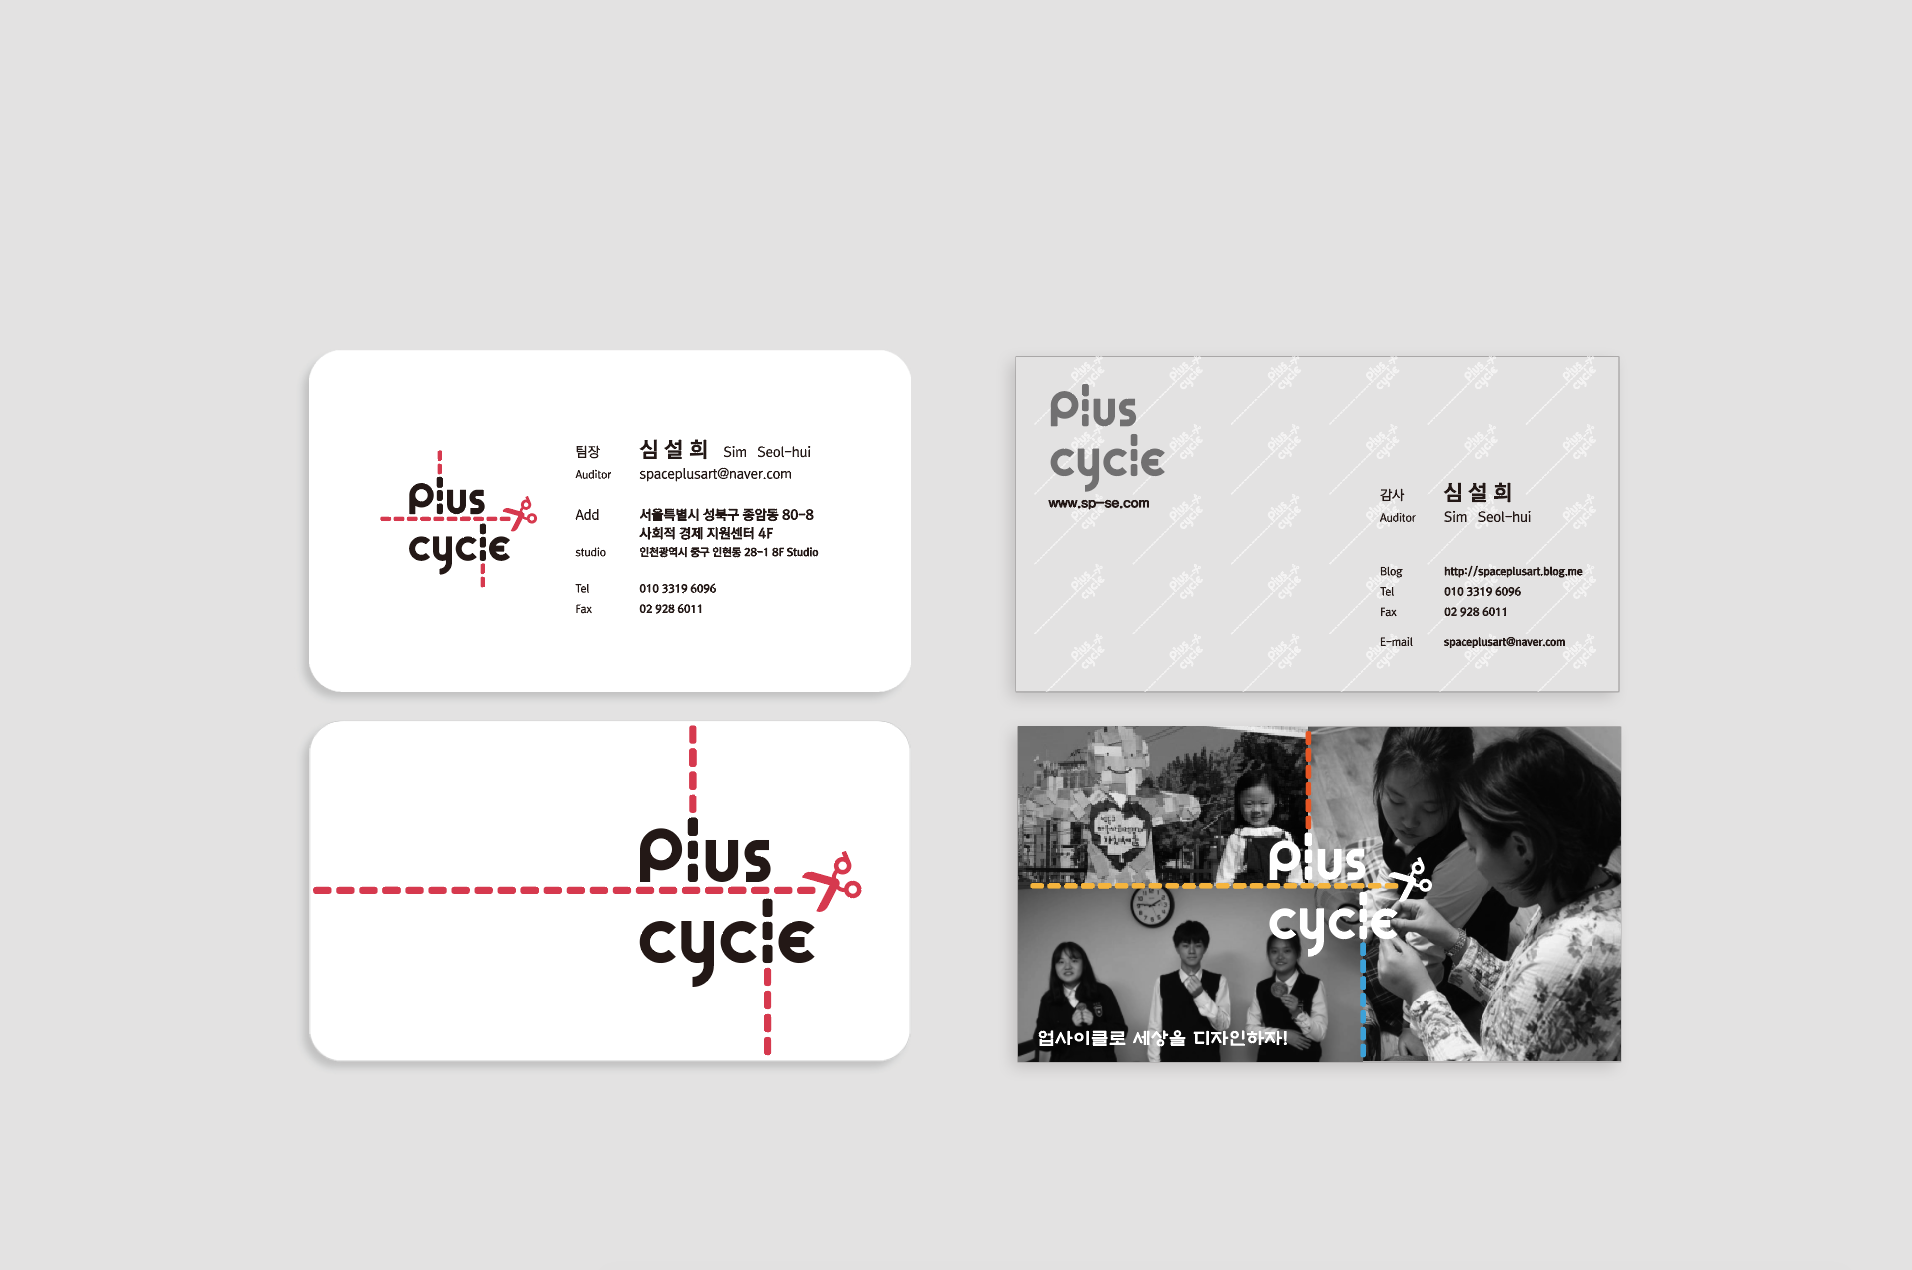 Plus
cycle
팀장 심설희 Sim Seol-hui
Auditor spaceplusart@naver.com
Add 서울특별시 성북구 종암동 80-8
사회적 경제 지원센터 4F
studio 인천광역시 중구 인현동 28-1 8F Studio
Tel 010 3319 6096
Fax 02 928 6011
Plus
cycle
www.sp-se.com
감사 심설희
Auditor Sim Seol-hui
Blog http://spaceplusart.blog.me
Tel 010 3319 6096
Fax 02 928 6011
E-mail spaceplusart@naver.com
Plus
cycle
Plus
cycle
업사이클로 세상을 디자인하자!